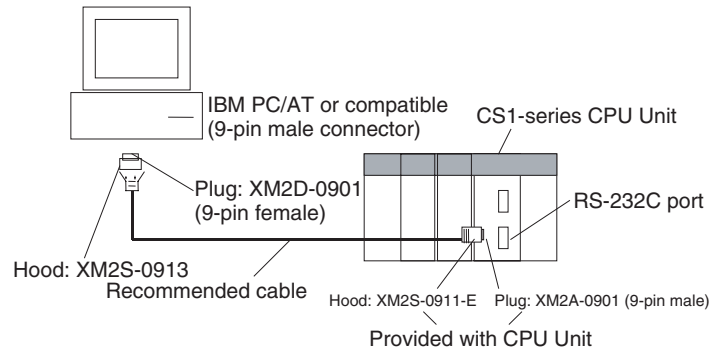 IBM PC/AT or compatible
(9-pin male connector)
CS1-series CPU Unit
Plug: XM2D-0901
(9-pin female)
RS-232C port
Hood: XM2S-0913
Recommended cable
Hood: XM2S-0911-E
Plug: XM2A-0901 (9-pin male)
Provided with CPU Unit